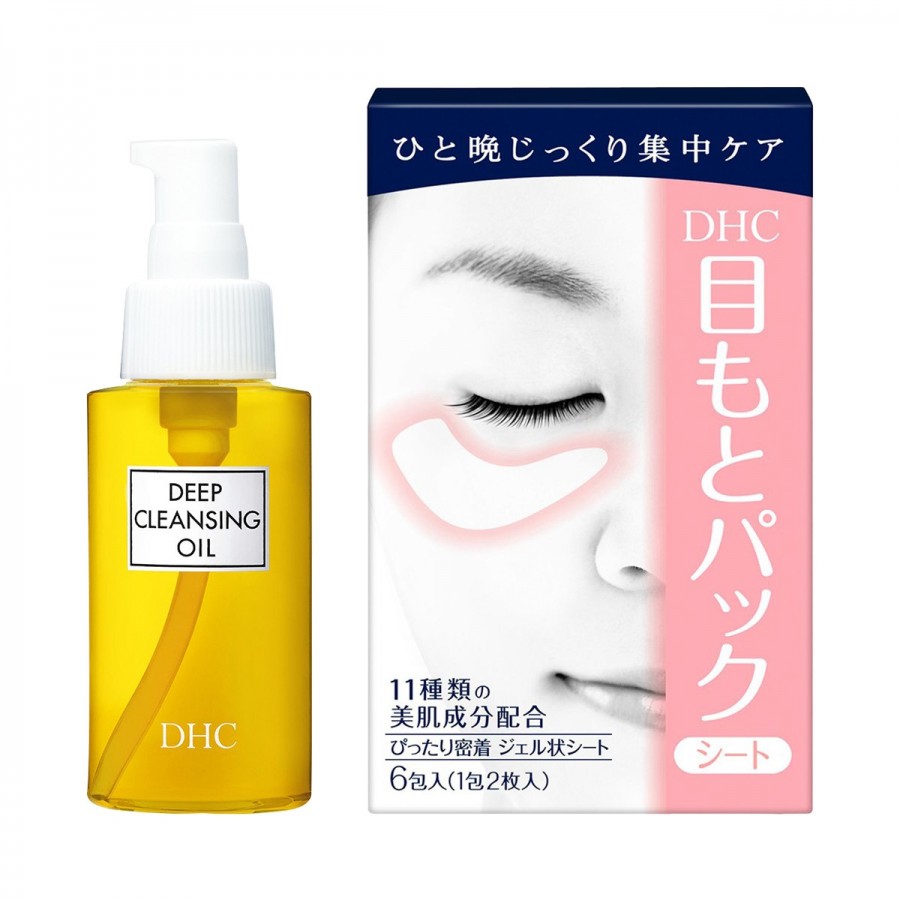 DEEP
CLEANSING
OIL
DHC
ひと晩じっくり集中ケア
DHC
目もとパック
シート
11種類の
美肌成分配合
ぴったり密着 ジェル状シート
6包入(1包2枚入)